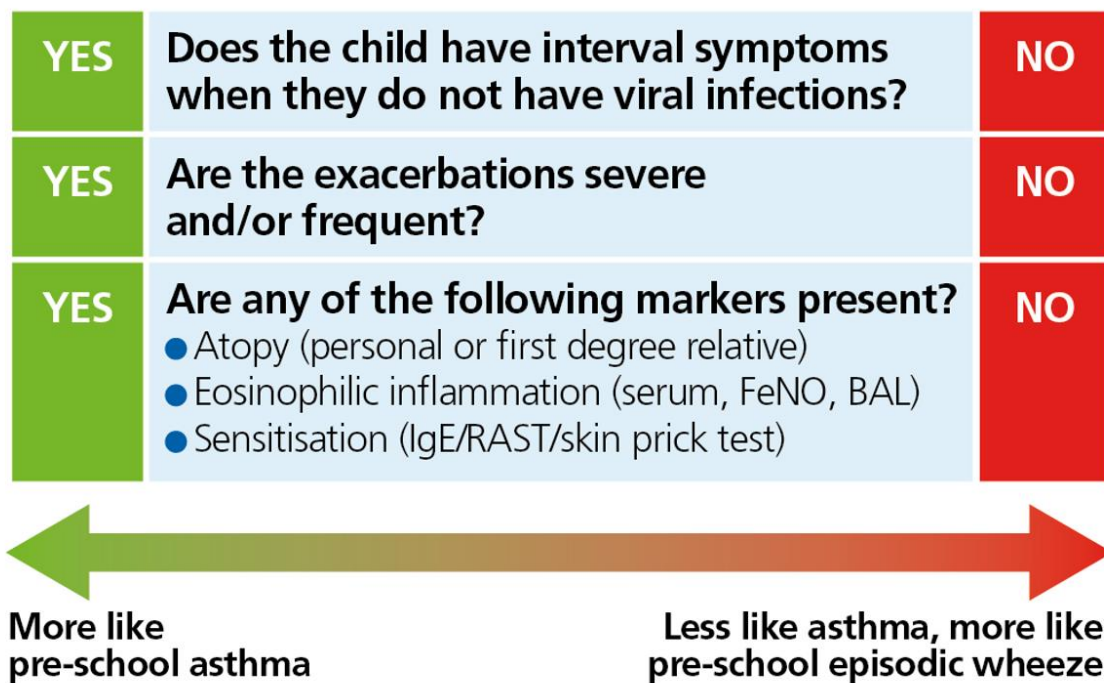 YES
Does the child have interval symptoms
when they do not have viral infections?
NO
YES
Are the exacerbations severe
and/or frequent?
NO
YES
Are any of the following markers present?
● Atopy (personal or first degree relative)
● Eosinophilic inflammation (serum, FeNO, BAL)
● Sensitisation (IgE/RAST/skin prick test)
NO
More like
pre-school asthma
Less like asthma, more like
pre-school episodic wheeze